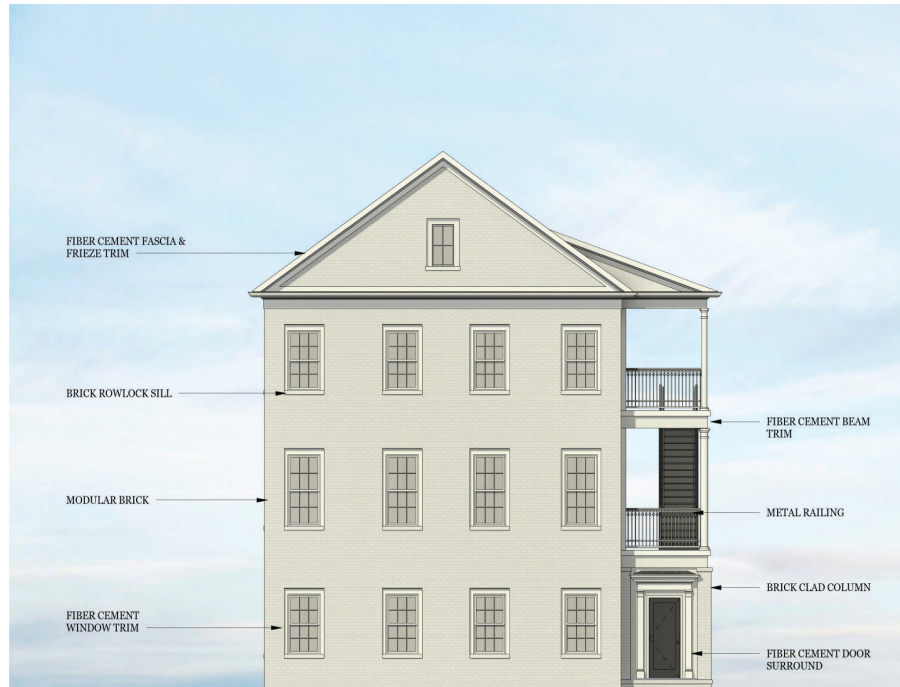 FIBER CEMENT FASCIA &
FRIEZE TRIM
BRICK ROWLOCK SILL
MODULAR BRICK
FIBER CEMENT
WINDOW TRIM
FIBER CEMENT BEAM
TRIM
METAL RAILING
BRICK CLAD COLUMN
FIBER CEMENT DOOR
SURROUND